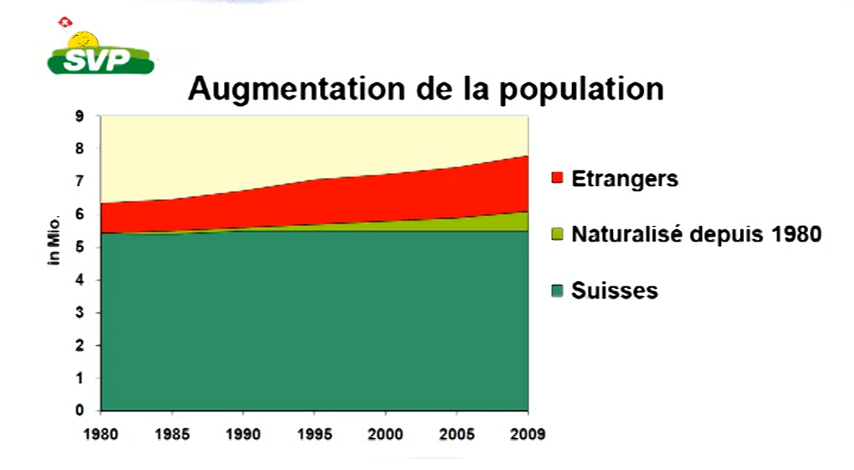 SVP
Augmentation de la population
9
8
7
6
5
4
3
2
1
0
in Mio.
1980 1985 1990 1995 2000 2005 2009
Etrangers
Naturalisé depuis 1980
Suisses